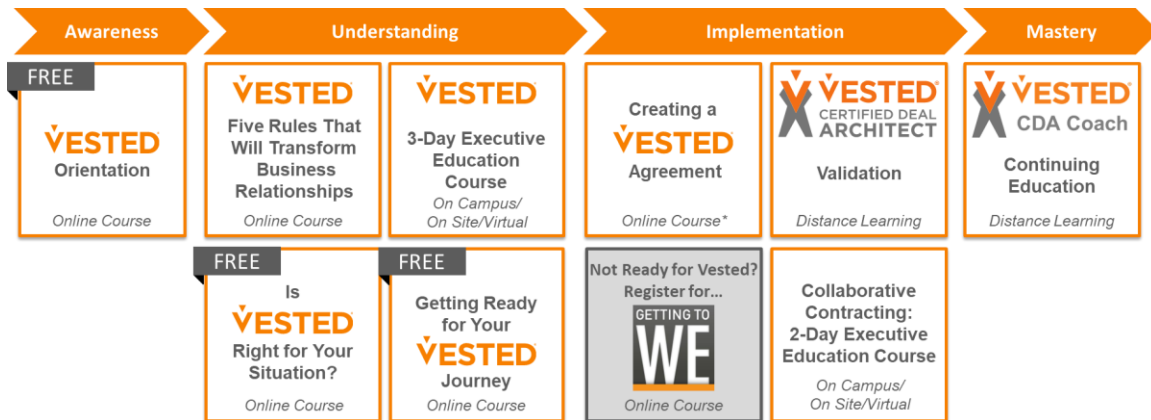 Awareness
Understanding
Implementation
Mastery
FREE
VESTED®
Orientation
Online Course
VESTED®
Five Rules That
Will Transform
Business
Relationships
Online Course
VESTED®
3-Day Executive
Education
Course
On Campus/
On Site/Virtual
Creating a
VESTED®
Agreement
Online Course*
VESTED®
CERTIFIED DEAL
ARCHITECT
Validation
Distance Learning
VESTED®
CDA Coach
Continuing
Education
Distance Learning
FREE
Is
VESTED®
Right for Your
Situation?
Online Course
FREE
Getting Ready
for Your
VESTED®
Journey
Online Course
Not Ready for Vested?
Register for...
GETTING TO
WE
Online Course
Collaborative
Contracting:
2-Day Executive
Education Course
On Campus/
On Site/Virtual